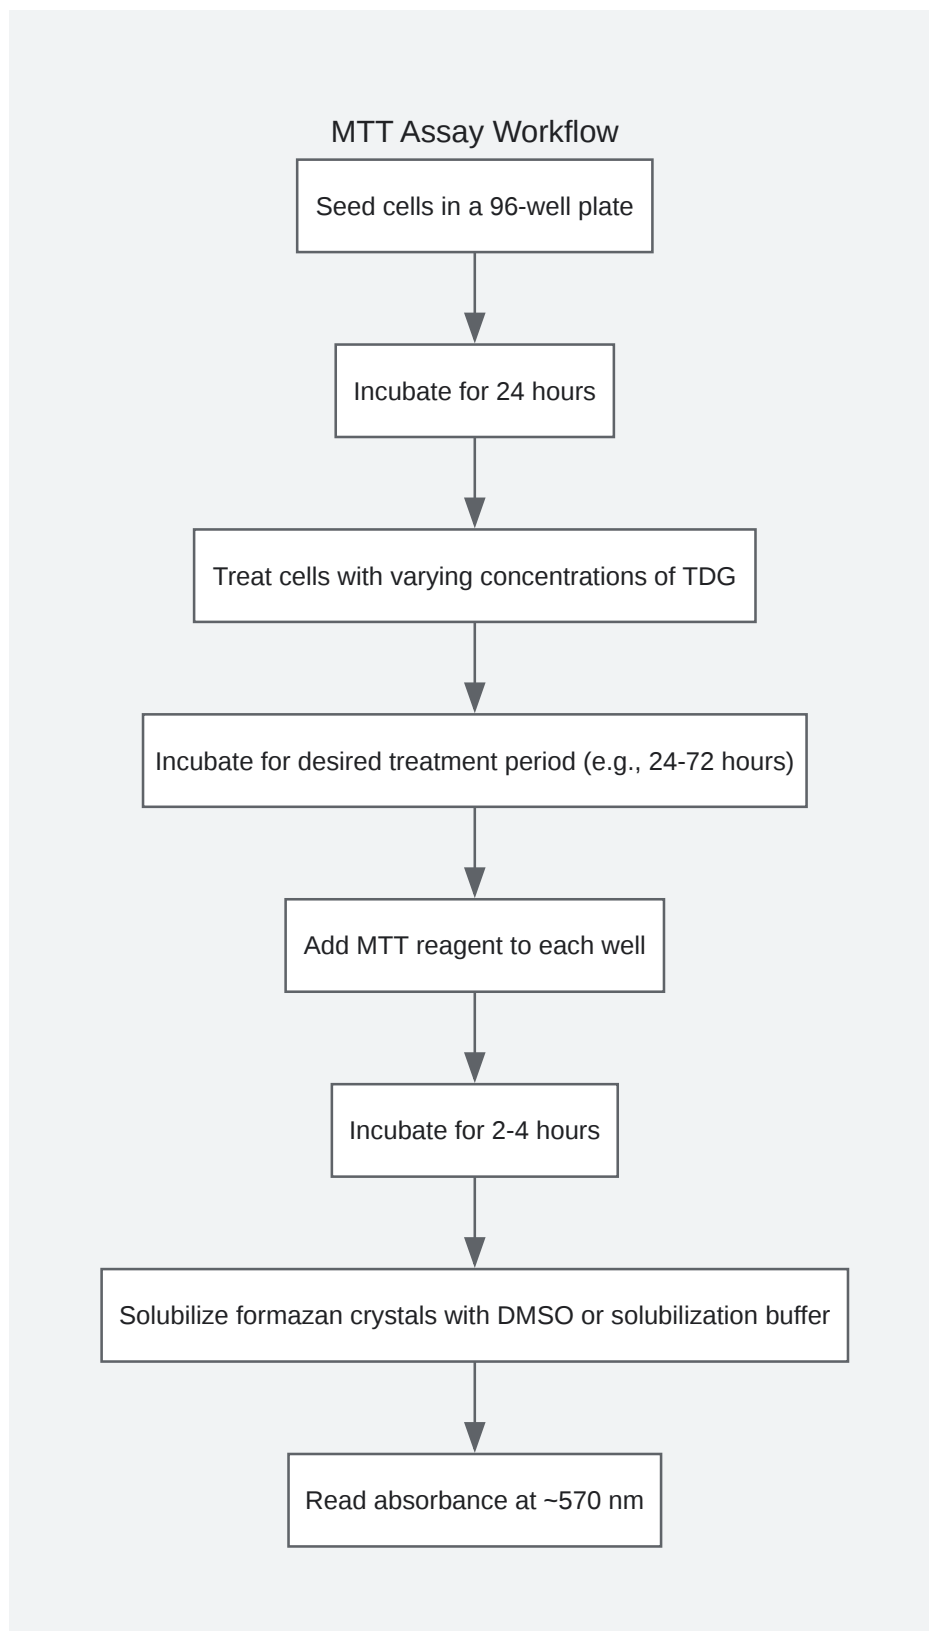 MTT Assay Workflow
Seed cells in a 96-well plate
Incubate for 24 hours
Treat cells with varying concentrations of TDG
Incubate for desired treatment period (e.g., 24-72 hours)
Add MTT reagent to each well
Incubate for 2-4 hours
Solubilize formazan crystals with DMSO or solubilization buffer
Read absorbance at ~570 nm